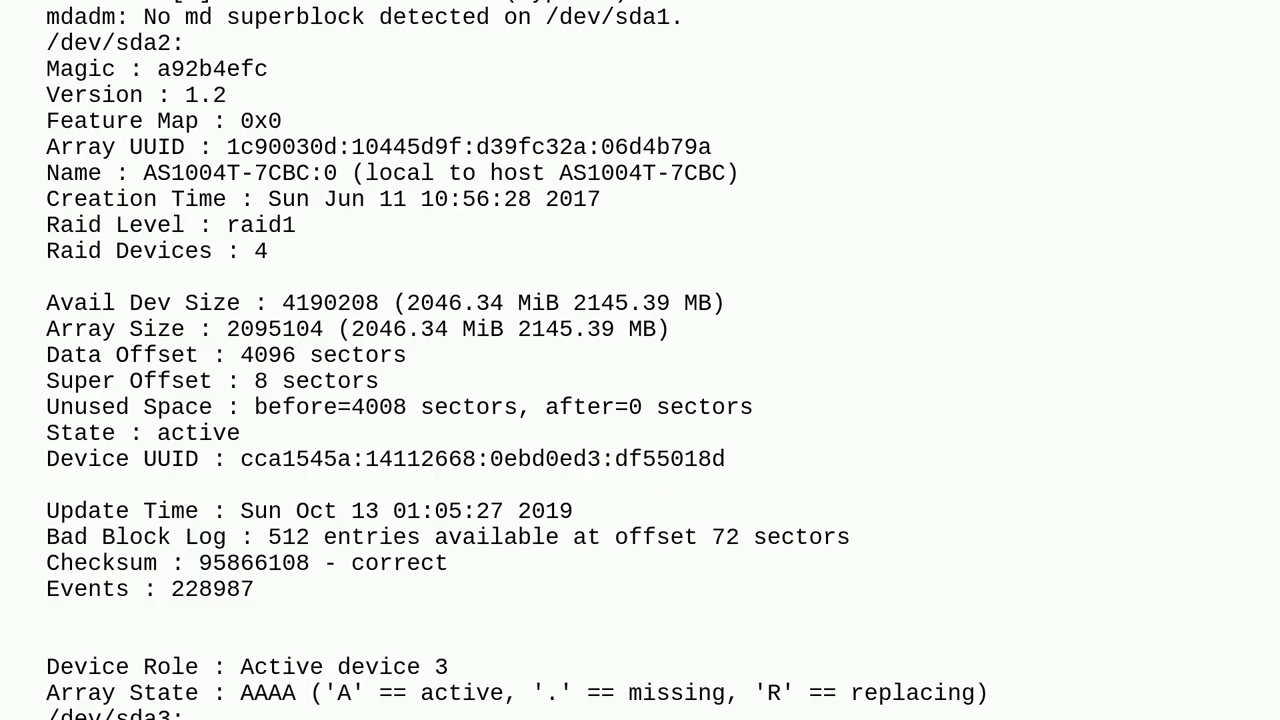 mdadm: No md superblock detected on /dev/sda1.
/dev/sda2:
Magic : a92b4efc
Version : 1.2
Feature Map : 0x0
Array UUID : 1c90030d:10445d9f:d39fc32a:06d4b79a
Name : AS1004T-7CBC:0 (local to host AS1004T-7CBC)
Creation Time : Sun Jun 11 10:56:28 2017
Raid Level : raid1
Raid Devices : 4
Avail Dev Size : 4190208 (2046.34 MiB 2145.39 MB)
Array Size : 2095104 (2046.34 MiB 2145.39 MB)
Data Offset : 4096 sectors
Super Offset : 8 sectors
Unused Space : before=4008 sectors, after=0 sectors
State : active
Device UUID : cca1545a:14112668:0ebd0ed3:df55018d
Update Time : Sun Oct 13 01:05:27 2019
Bad Block Log : 512 entries available at offset 72 sectors
Checksum : 95866108 - correct
Events : 228987
Device Role : Active device 3
Array State : AAAA ('A' == active, '.' == missing, 'R' == replacing)
/dev/sda3: